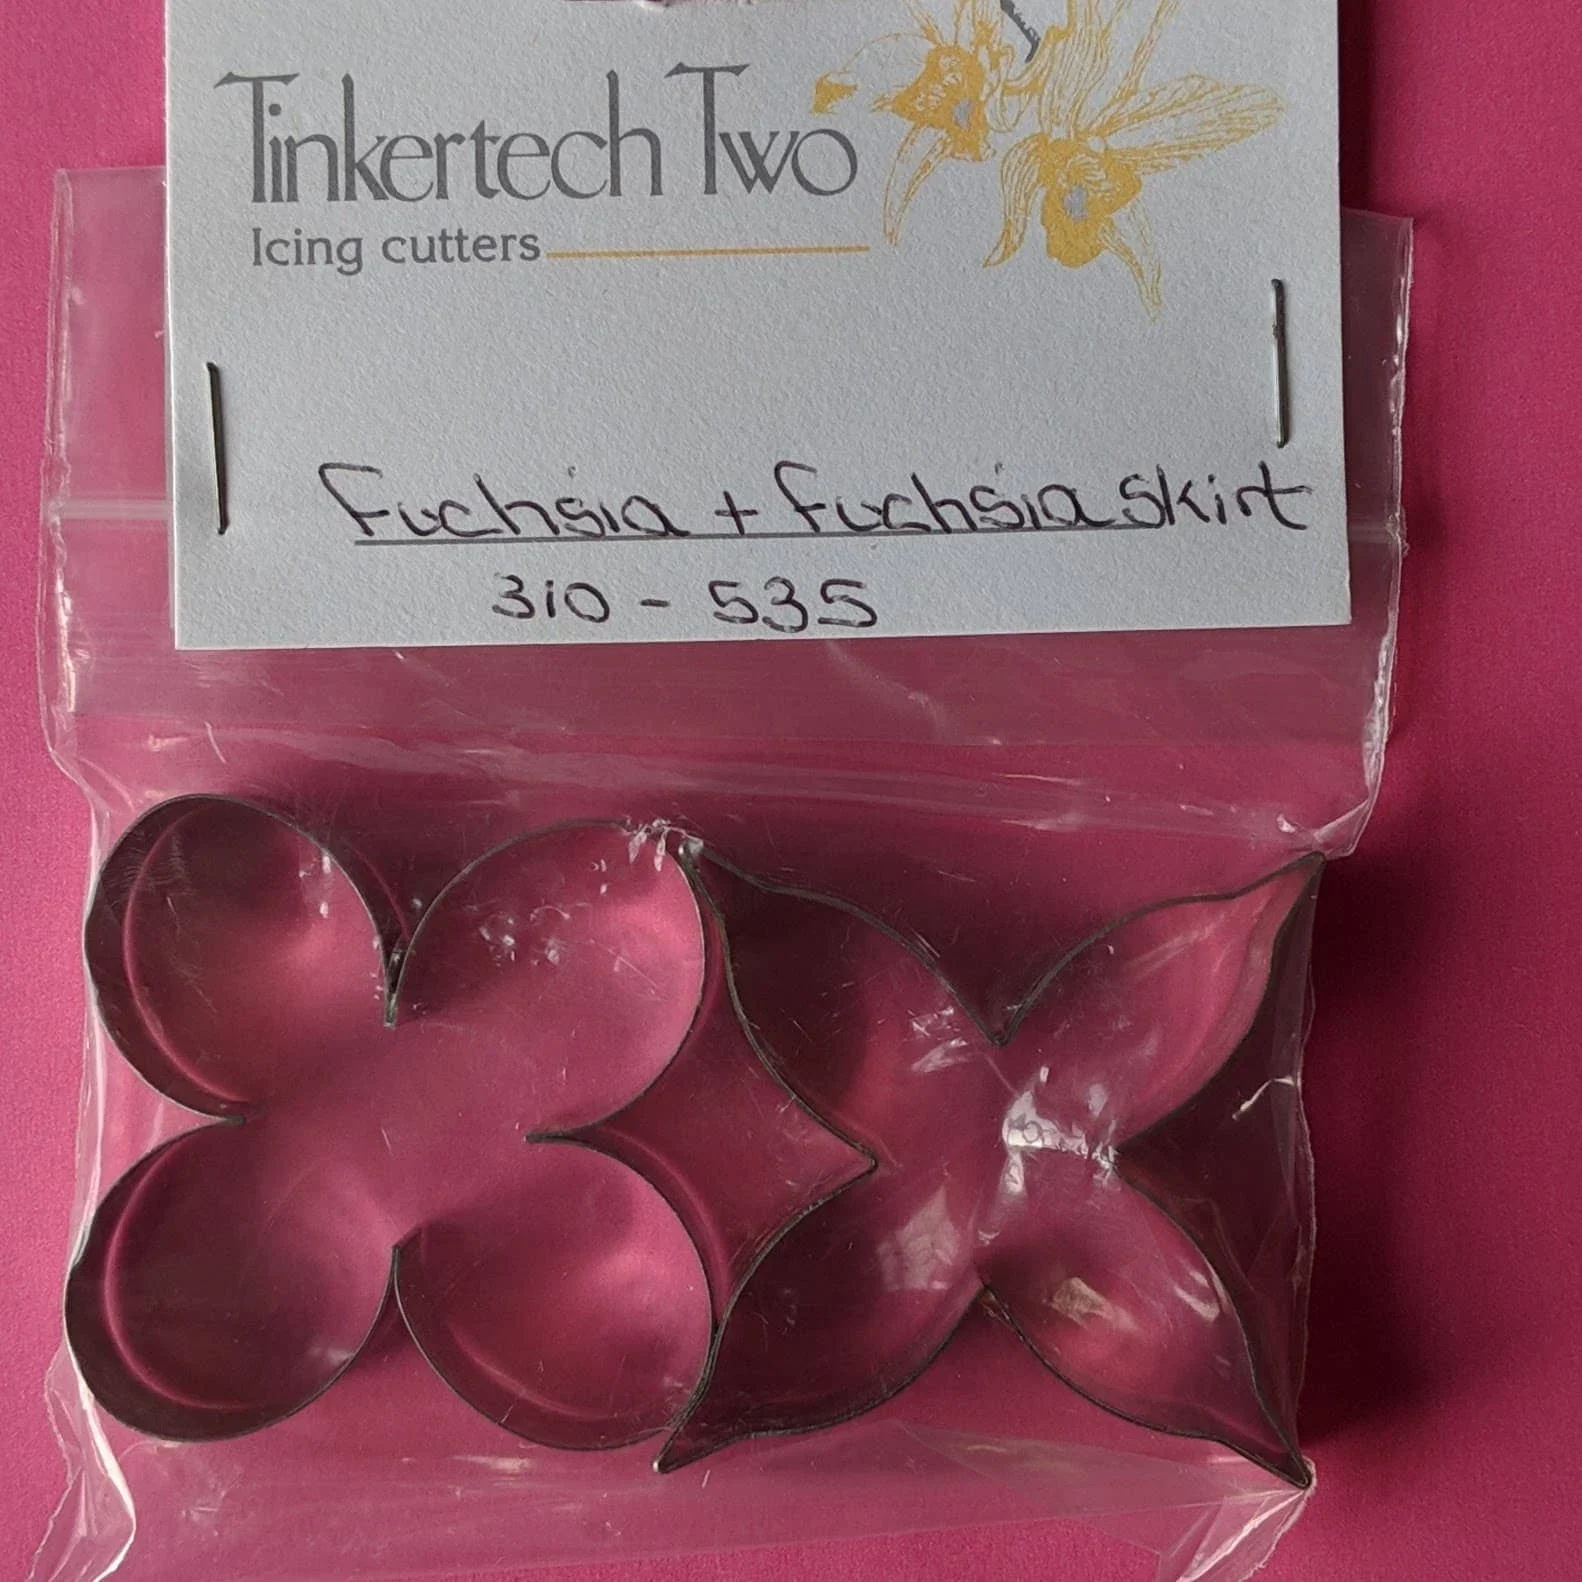 Tinkertech Two
Icing cutters
Fuchsia + fuchsia skirt
310 - 535